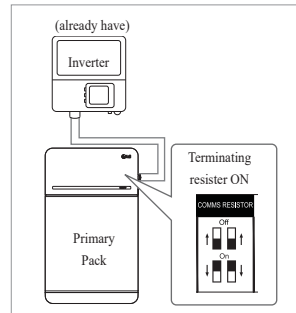 (already have)
Inverter
Terminating
resister ON
COMMS RESISTOR
Off
On
Primary
Pack